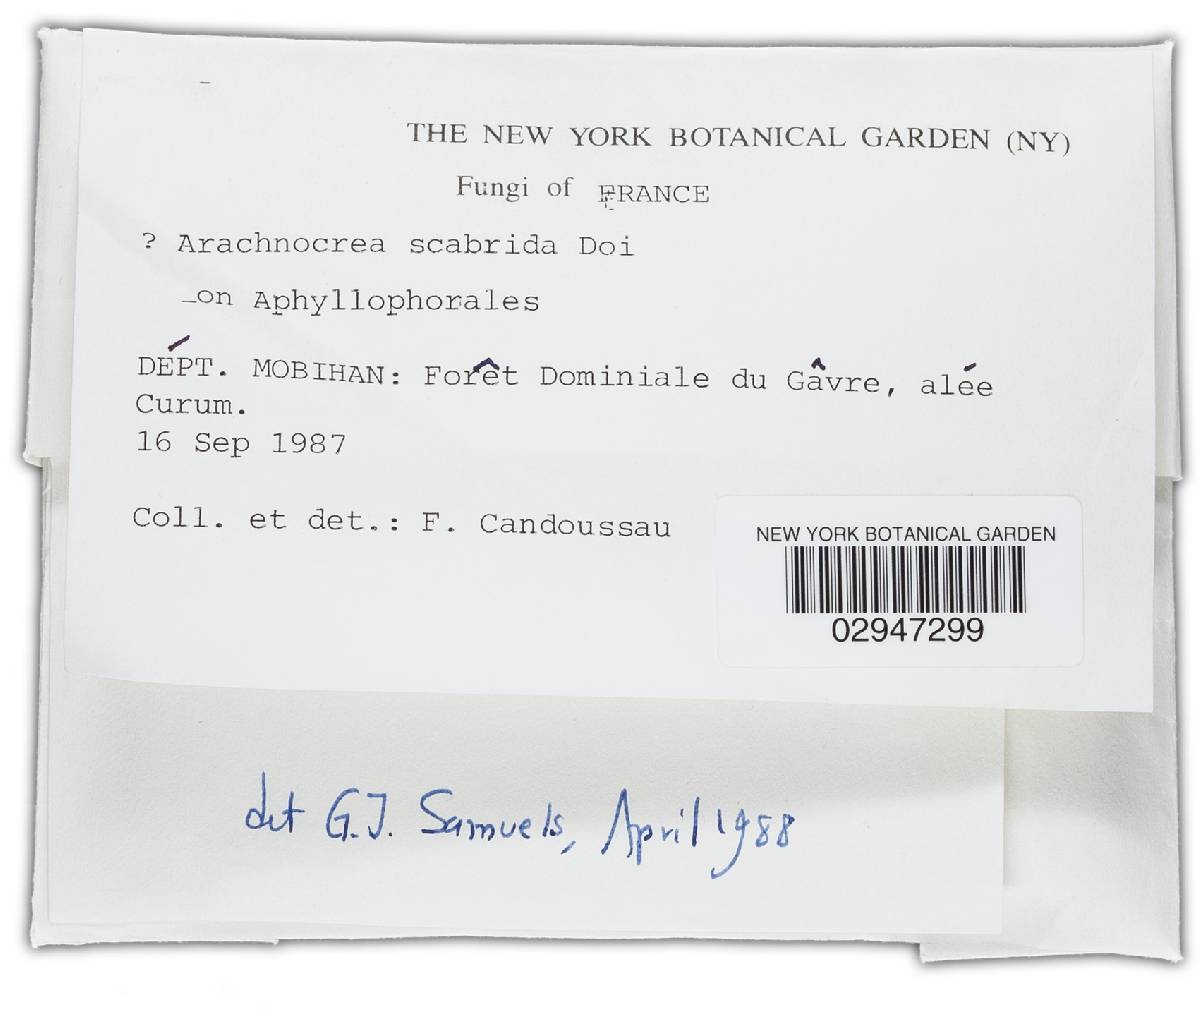 THE NEW YORK BOTANICAL GARDEN (NY)
Fungi of FRANCE
? Arachnocrea scabrida Doi
on Aphyllophorales
DÉPT. MOBIHAN: Forêt Dominiale du Gâvre, alée
Curum.
16 Sep 1987
Coll. et det.: F. Candoussau
NEW YORK BOTANICAL GARDEN
02947299
det G.J. Samuels, April 1988